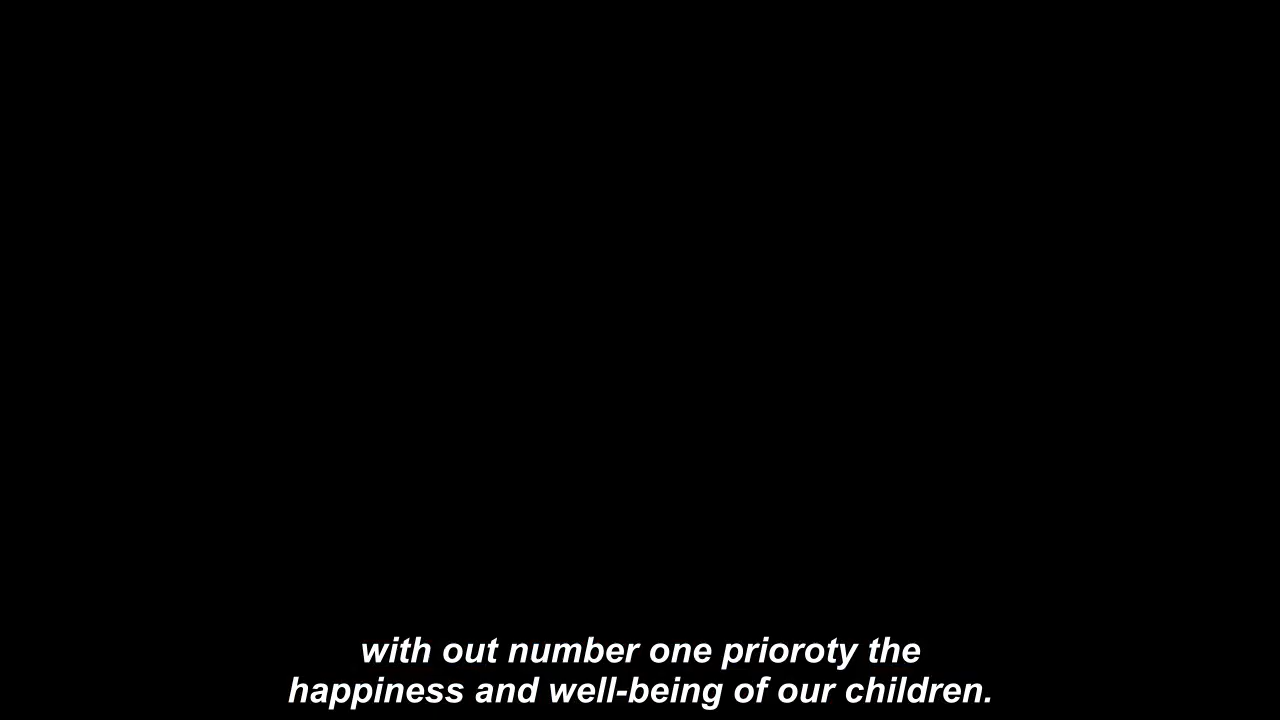 with out number one prioroty the
happiness and well-being of our children.